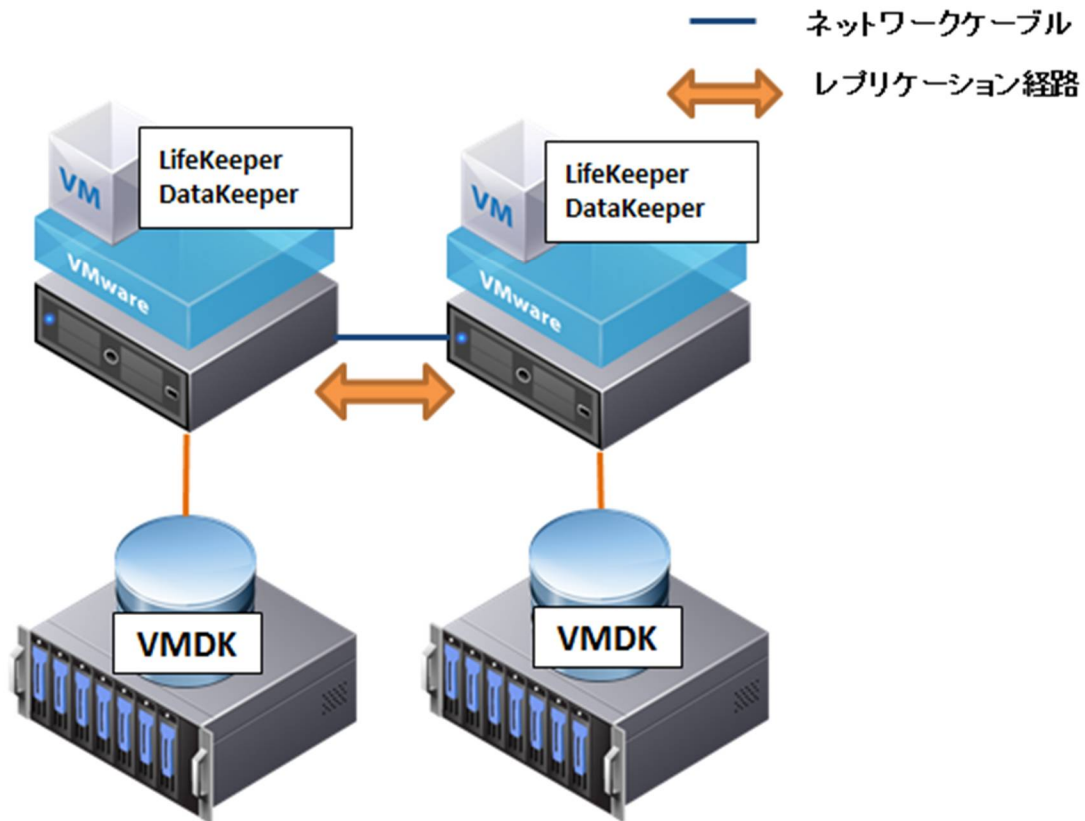 ネットワークケーブル
レプリケーション経路
LifeKeeper
DataKeeper
VM
VMware
LifeKeeper
DataKeeper
VM
VMware
VMDK
VMDK